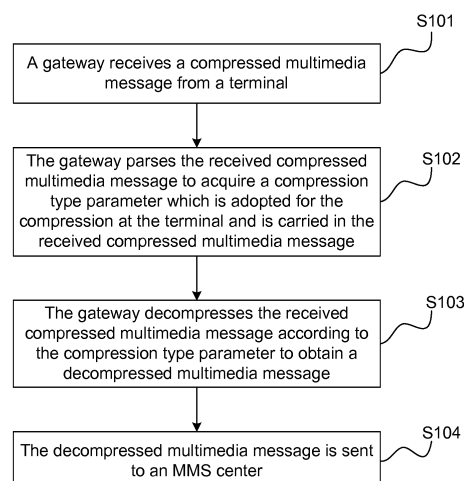 S101
A gateway receives a compressed multimedia
message from a terminal
S102
The gateway parses the received compressed
multimedia message to acquire a compression
type parameter which is adopted for the
compression at the terminal and is carried in the
received compressed multimedia message
S103
The gateway decompresses the received
compressed multimedia message according to
the compression type parameter to obtain a
decompressed multimedia message
S104
The decompressed multimedia message is sent
to an MMS center